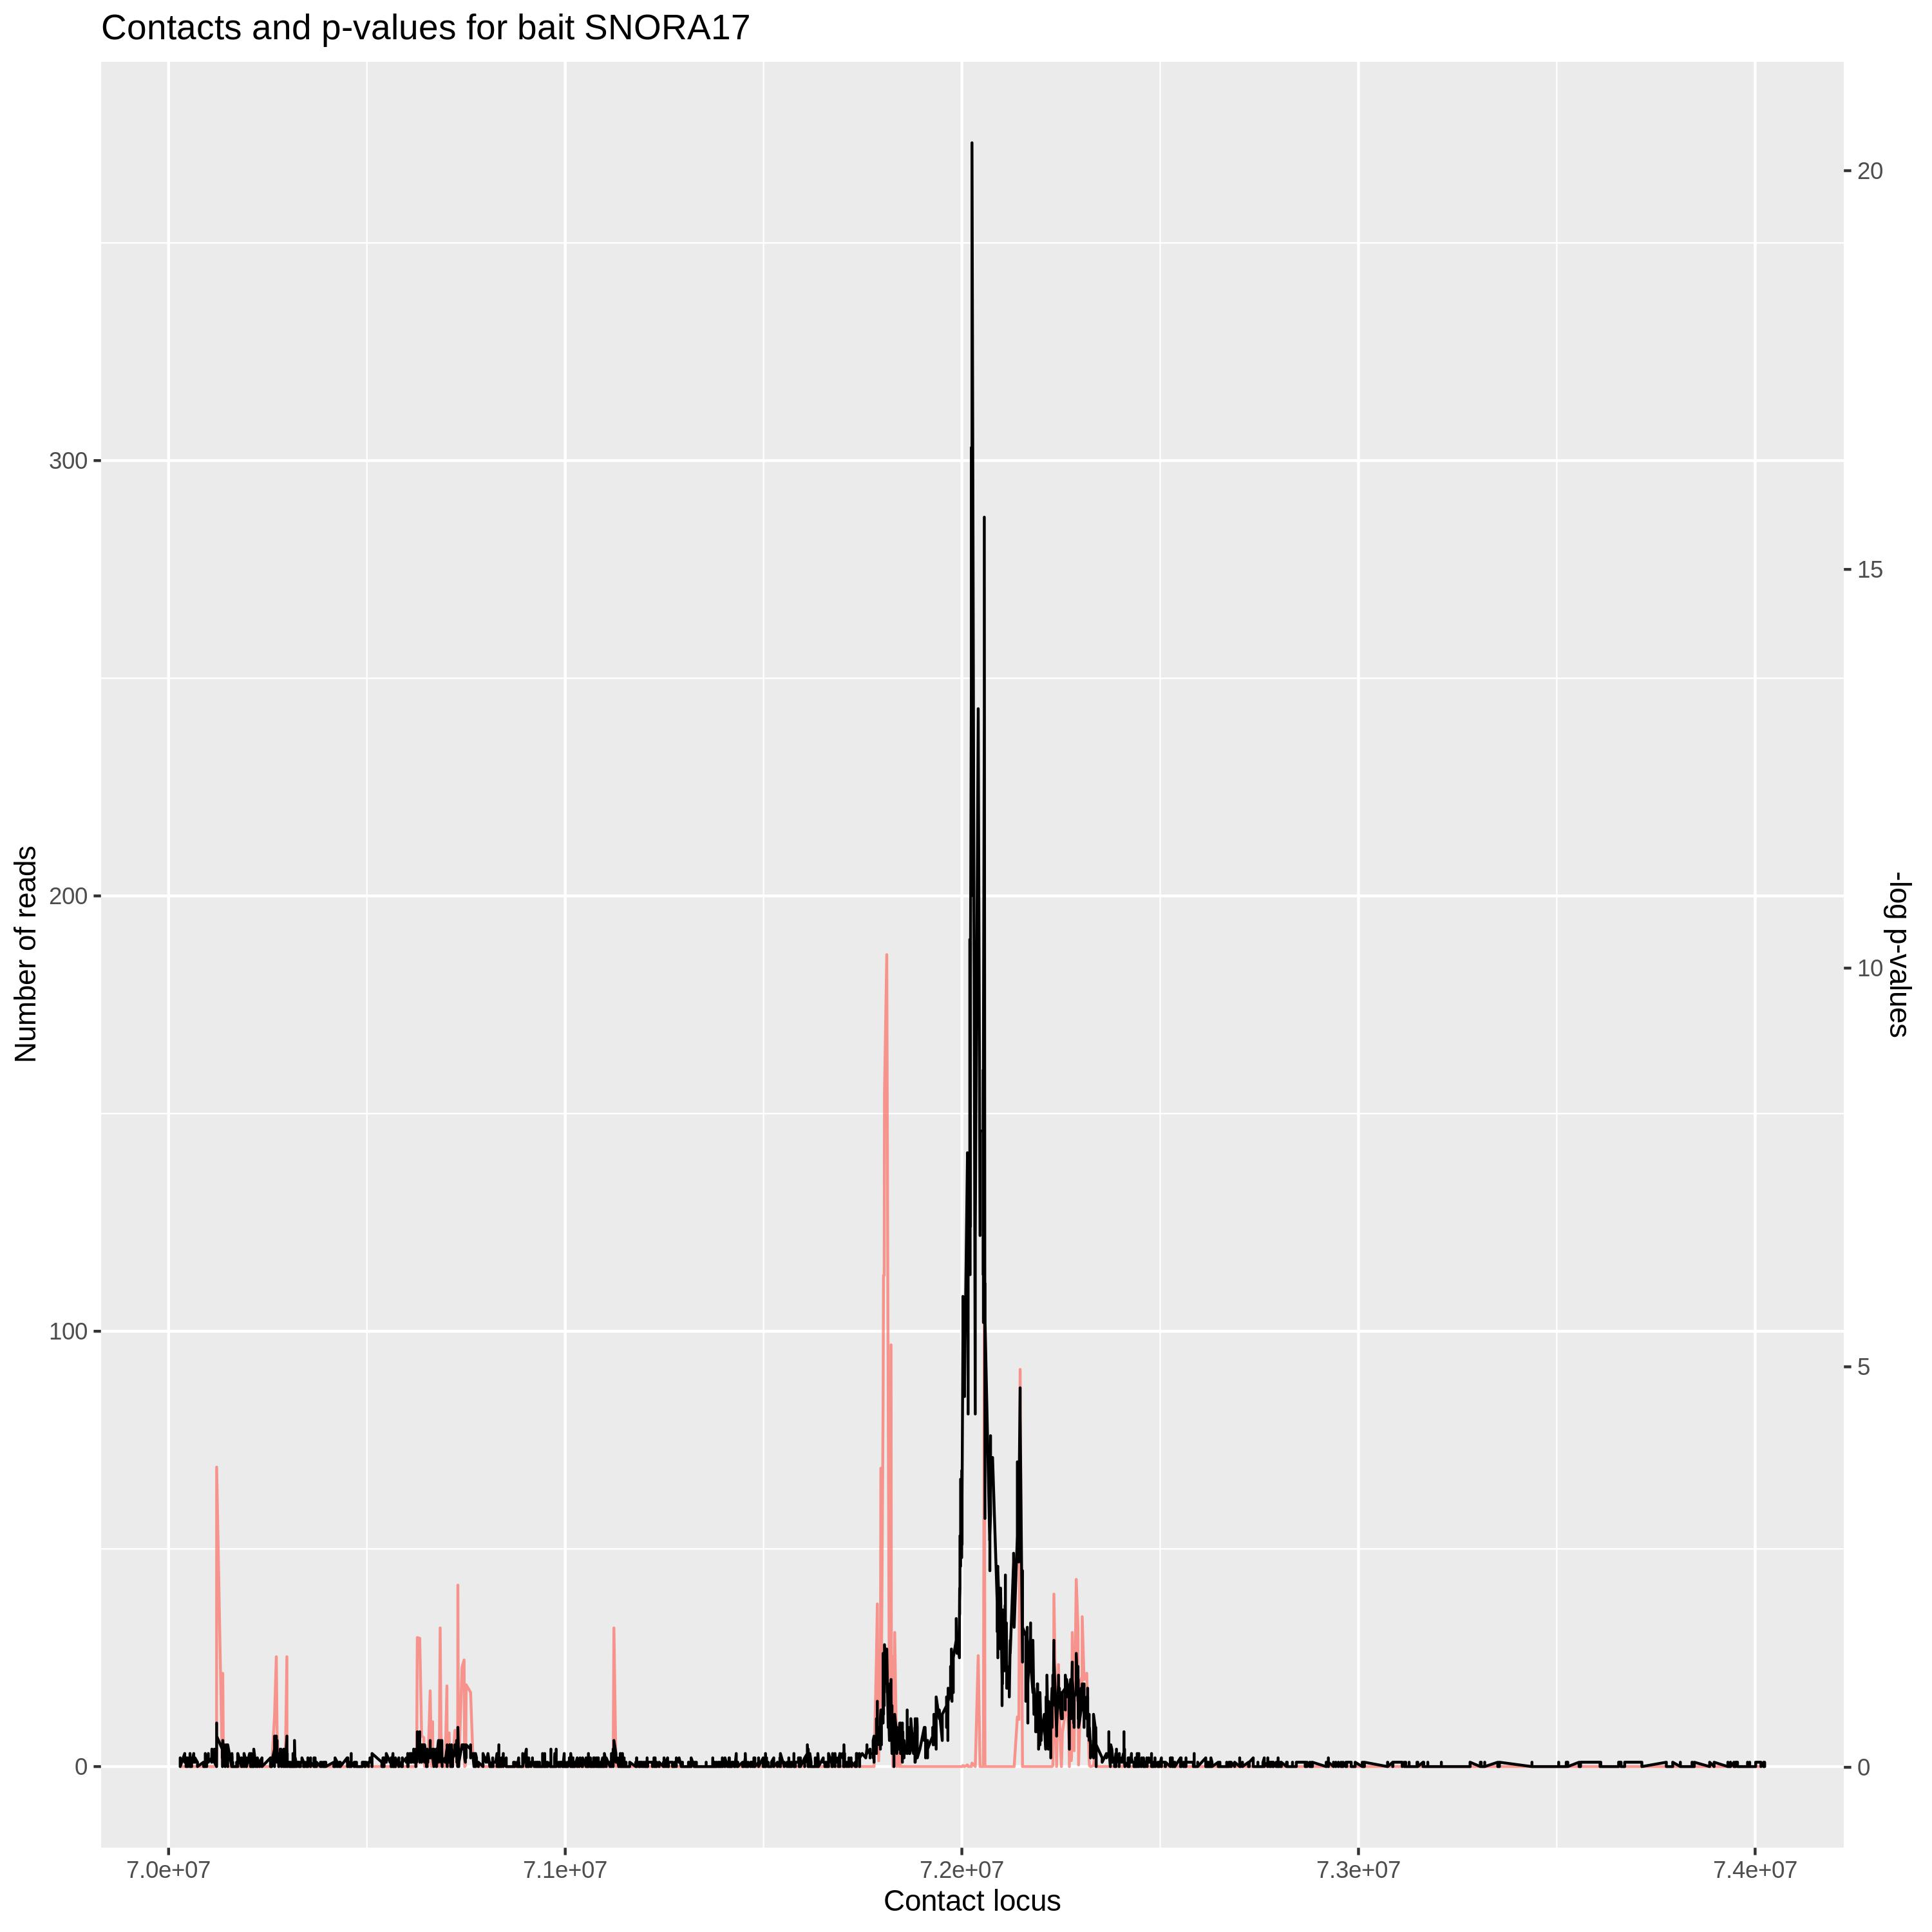 Contacts and p-values for bait SNORA17
Number of reads
300
200
100
0
20
15
10
5
0
-log p-values
7.0e+07 7.1e+07 7.2e+07 7.3e+07 7.4e+07
Contact locus